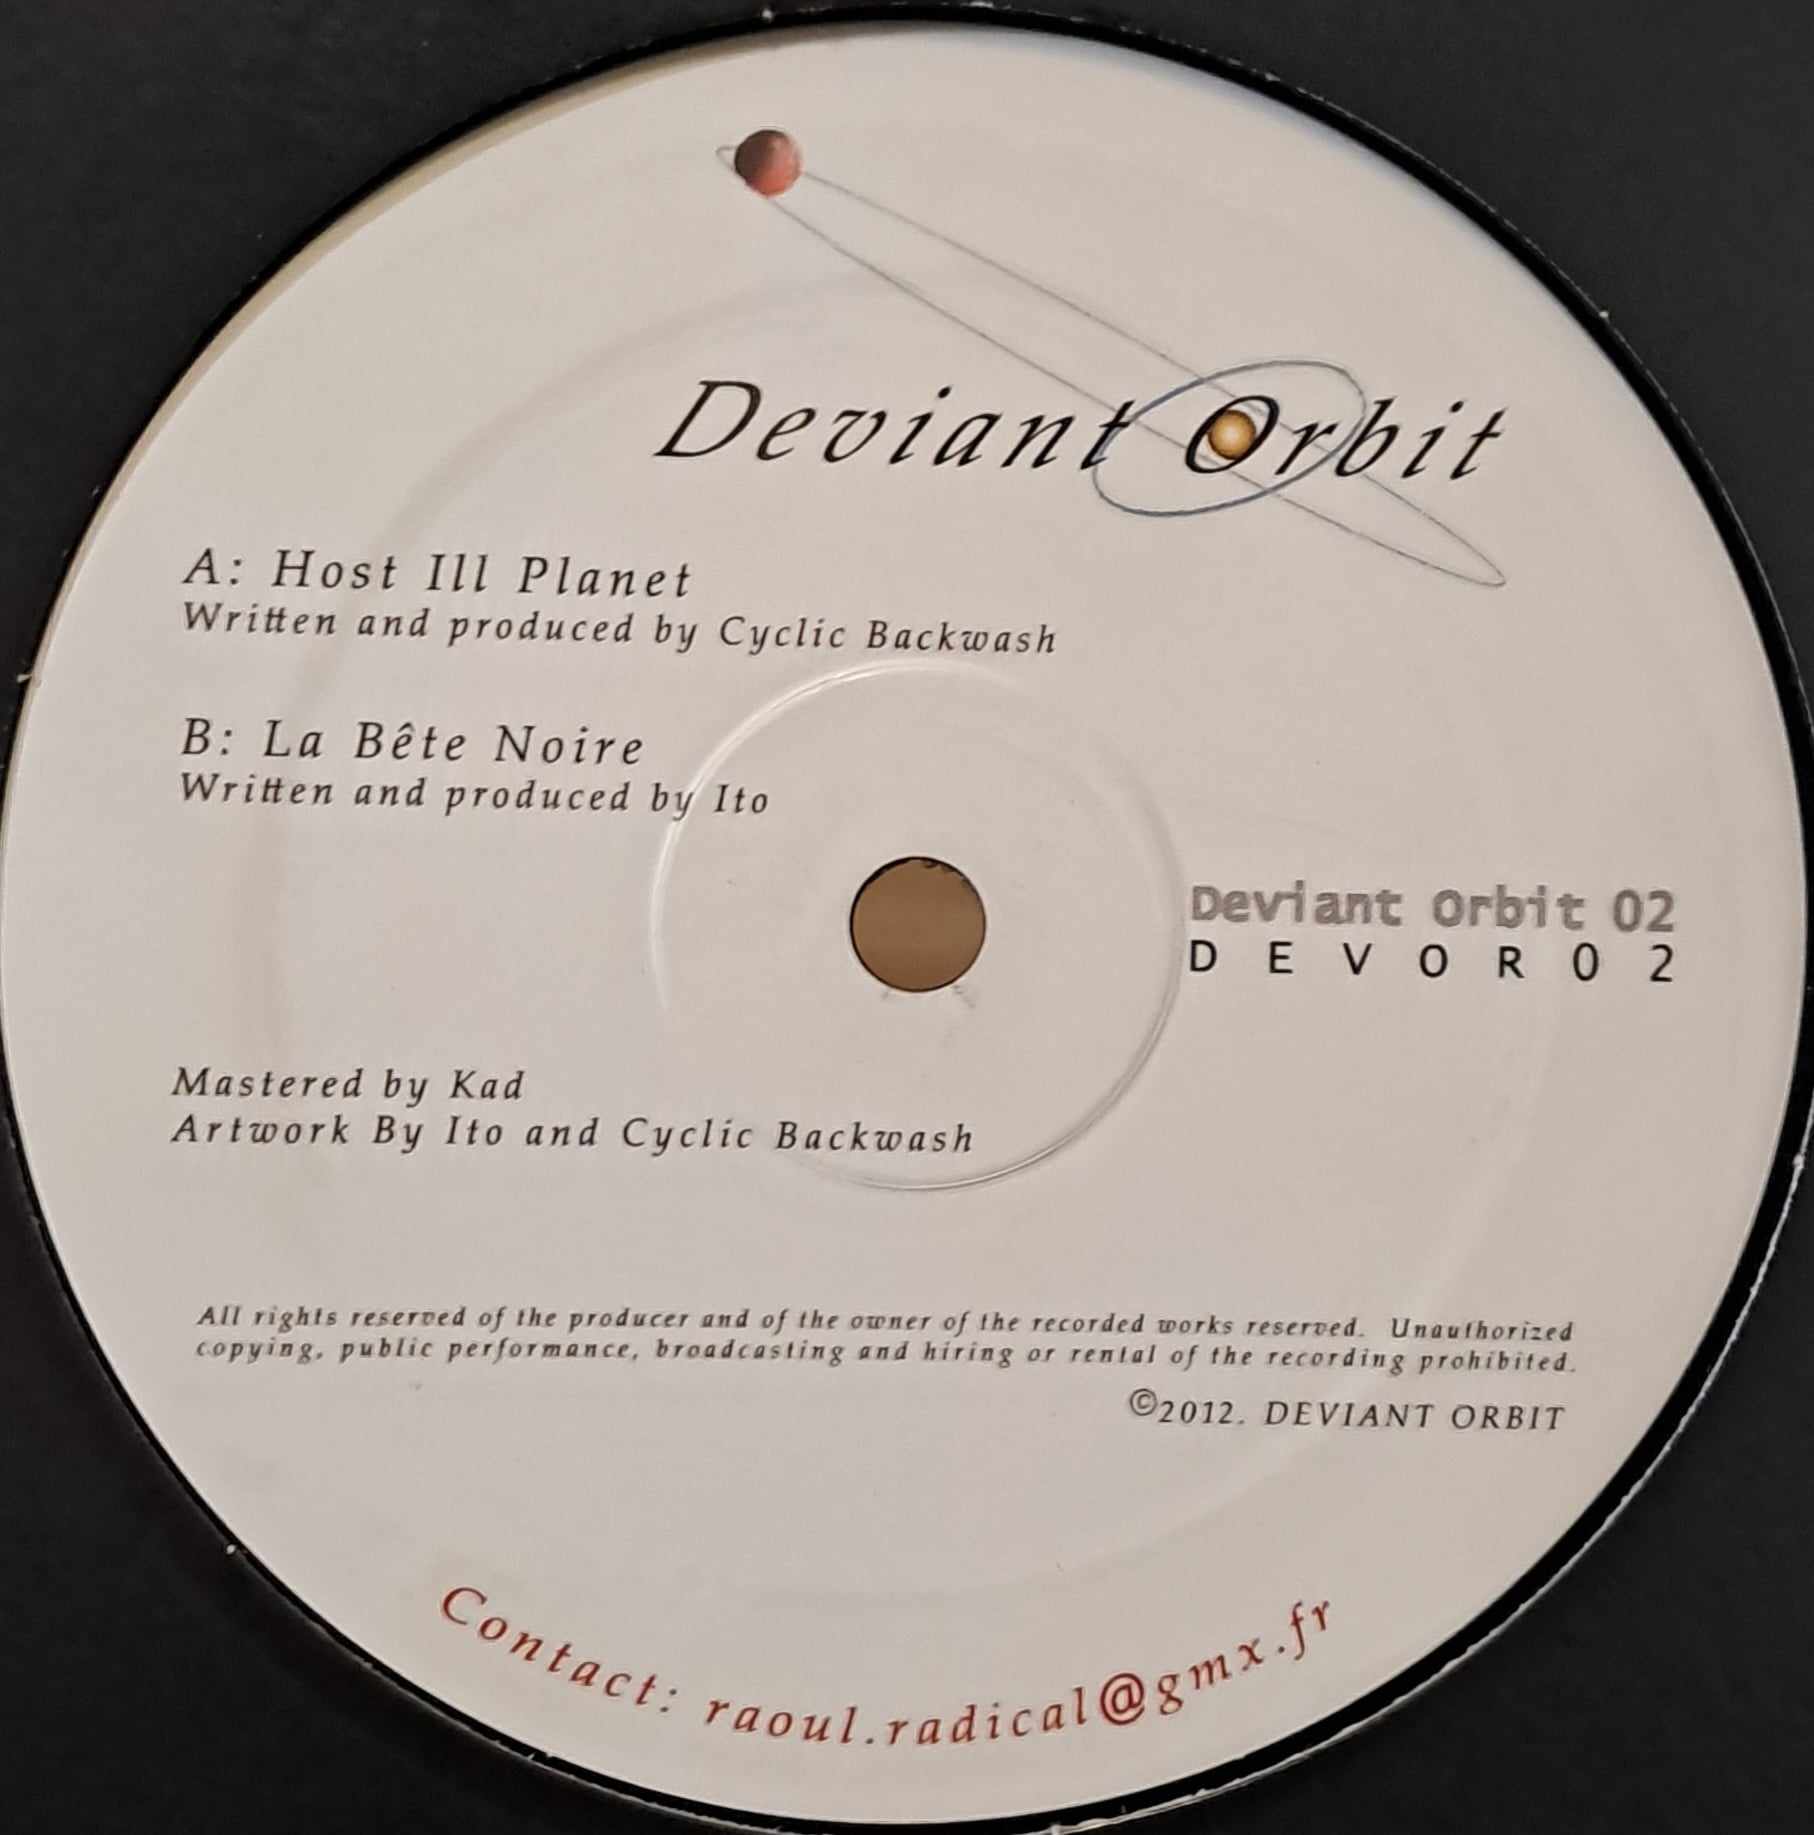 Deviant Orbit
A: Host Ill Planet
Written and produced by Cyclic Backwash
B: La Bête Noire
Written and produced by Ito
Deviant Orbit 02
D E V O R 0 2
Mastered by Kad
Artwork By Ito and Cyclic Backwash
All rights reserved of the producer and of the owner of the recorded works reserved. Unauthorized
copying, public performance, broadcasting and hiring or rental of the recording prohibited.
©2012. DEVIANT ORBIT
Contact: raoul.radical@gmx.fr